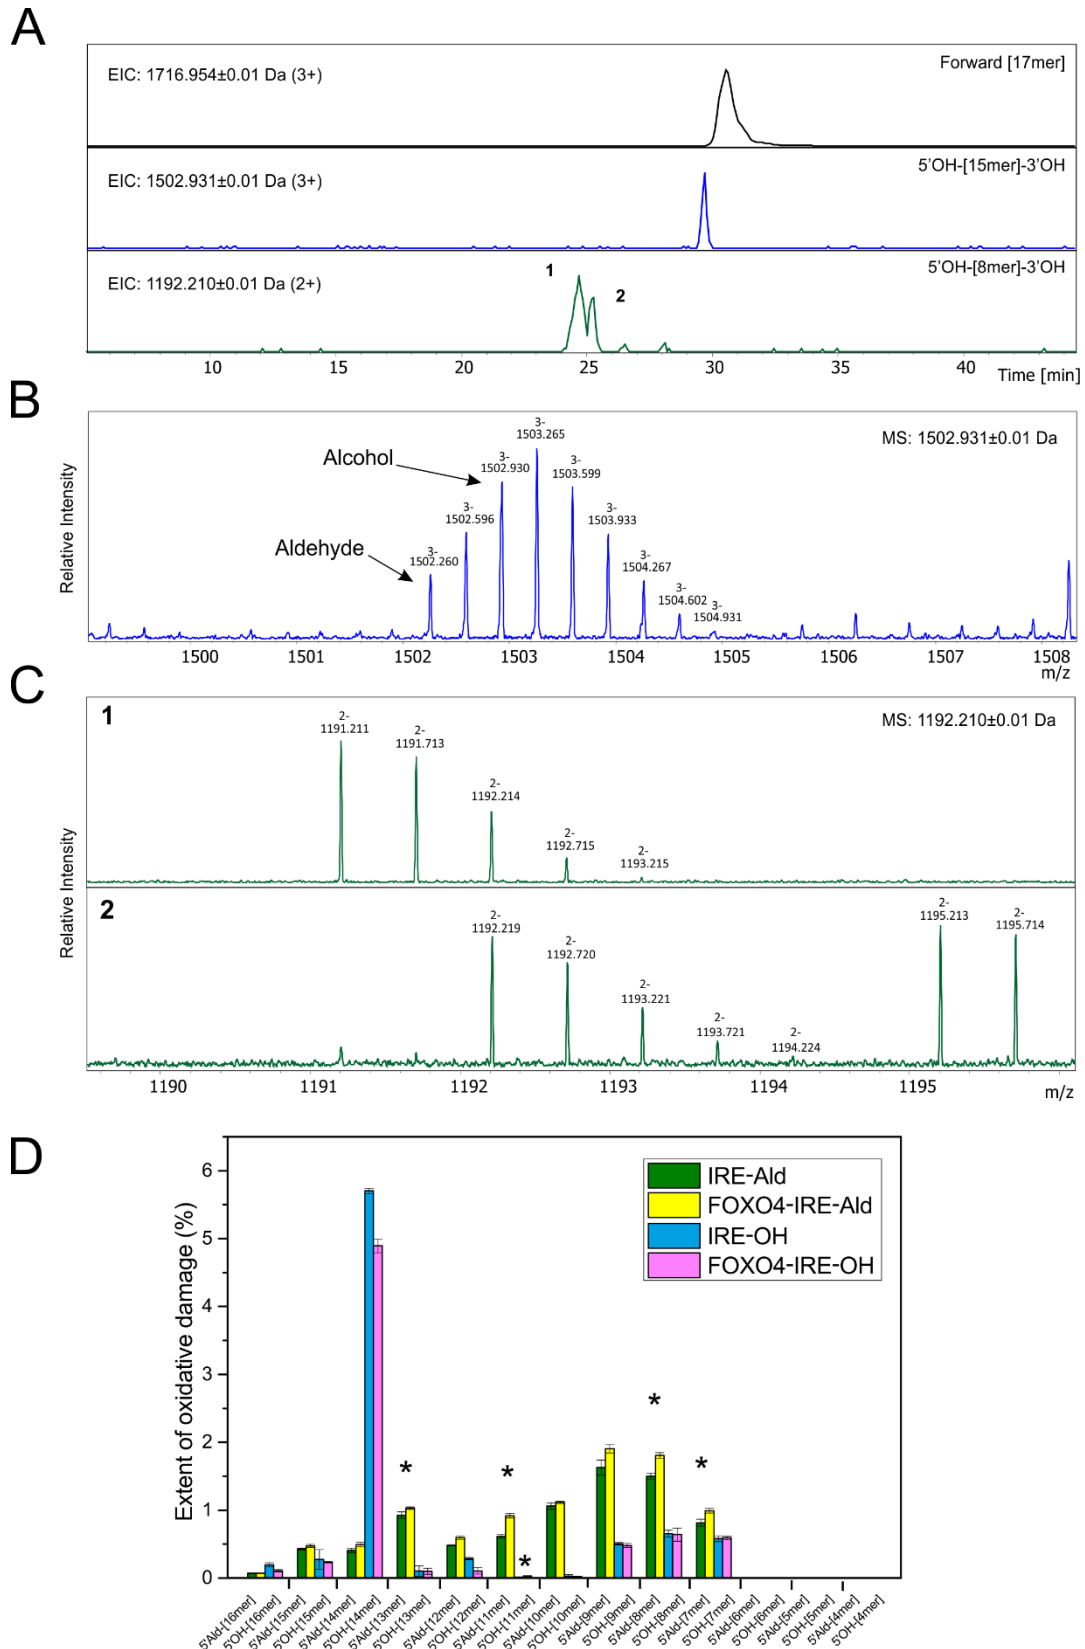 A
EIC: 1716.954±0.01 Da (3+)
Forward [17mer]
EIC: 1502.931±0.01 Da (3+)
5'OH-[15mer]-3'OH
EIC: 1192.210±0.01 Da (2+)
5'OH-[8mer]-3'OH
1
2
10 15 20 25 30 35 40
Time [min]
B
Relative Intensity
MS: 1502.931±0.01 Da
Alcohol
Aldehyde
3-
1502.260
3-
1502.596
3-
1502.930
3-
1503.265
3-
1503.599
3-
1503.933
3-
1504.267
3-
1504.602
3-
1504.931
1500 1501 1502 1503 1504 1505 1506 1507 1508
m/z
C
Relative Intensity
1
MS: 1192.210±0.01 Da
2-
1191.211
2-
1191.713
2-
1192.214
2-
1192.715
2-
1193.215
2
2-
1192.219
2-
1192.720
2-
1193.221
2-
1193.721
2-
1194.224
2-
1195.213
2-
1195.714
1190 1191 1192 1193 1194 1195
m/z
D
Extent of oxidative damage (%)
6
5
4
3
2
1
0
IRE-Ald
FOXO4-IRE-Ald
IRE-OH
FOXO4-IRE-OH
*
*
*
*
*
5'Ald-[16mer]
5'OH-[16mer]
5'Ald-[15mer]
5'OH-[15mer]
5'Ald-[14mer]
5'OH-[14mer]
5'Ald-[13mer]
5'OH-[13mer]
5'Ald-[12mer]
5'OH-[12mer]
5'Ald-[11mer]
5'OH-[11mer]
5'Ald-[10mer]
5'OH-[10mer]
5'Ald-[9mer]
5'OH-[9mer]
5'Ald-[8mer]
5'OH-[8mer]
5'Ald-[7mer]
5'OH-[7mer]
5'Ald-[6mer]
5'OH-[6mer]
5'Ald-[5mer]
5'OH-[5mer]
5'Ald-[4mer]
5'OH-[4mer]